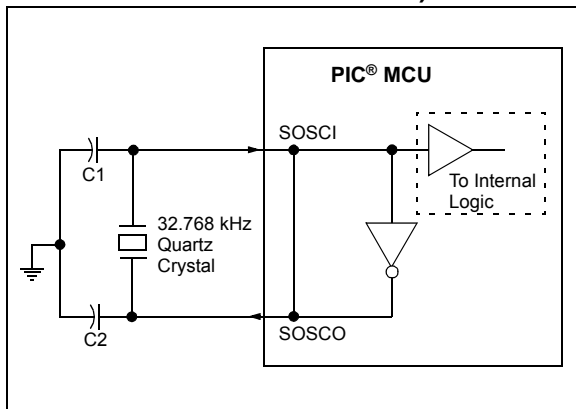 PIC® MCU
SOSCI
C1
To Internal
Logic
32.768 kHz
Quartz
Crystal
SOSCO
C2